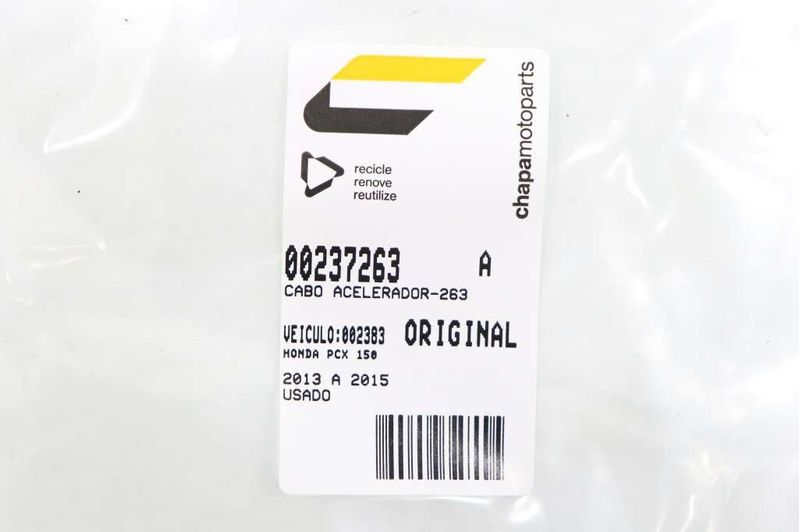 chapamotoparts
recicle
renove
reutilize
00237263 A
CABO ACELERADOR-263
VEICULO:002383 ORIGINAL
HONDA PCX 150
2013 A 2015
USADO